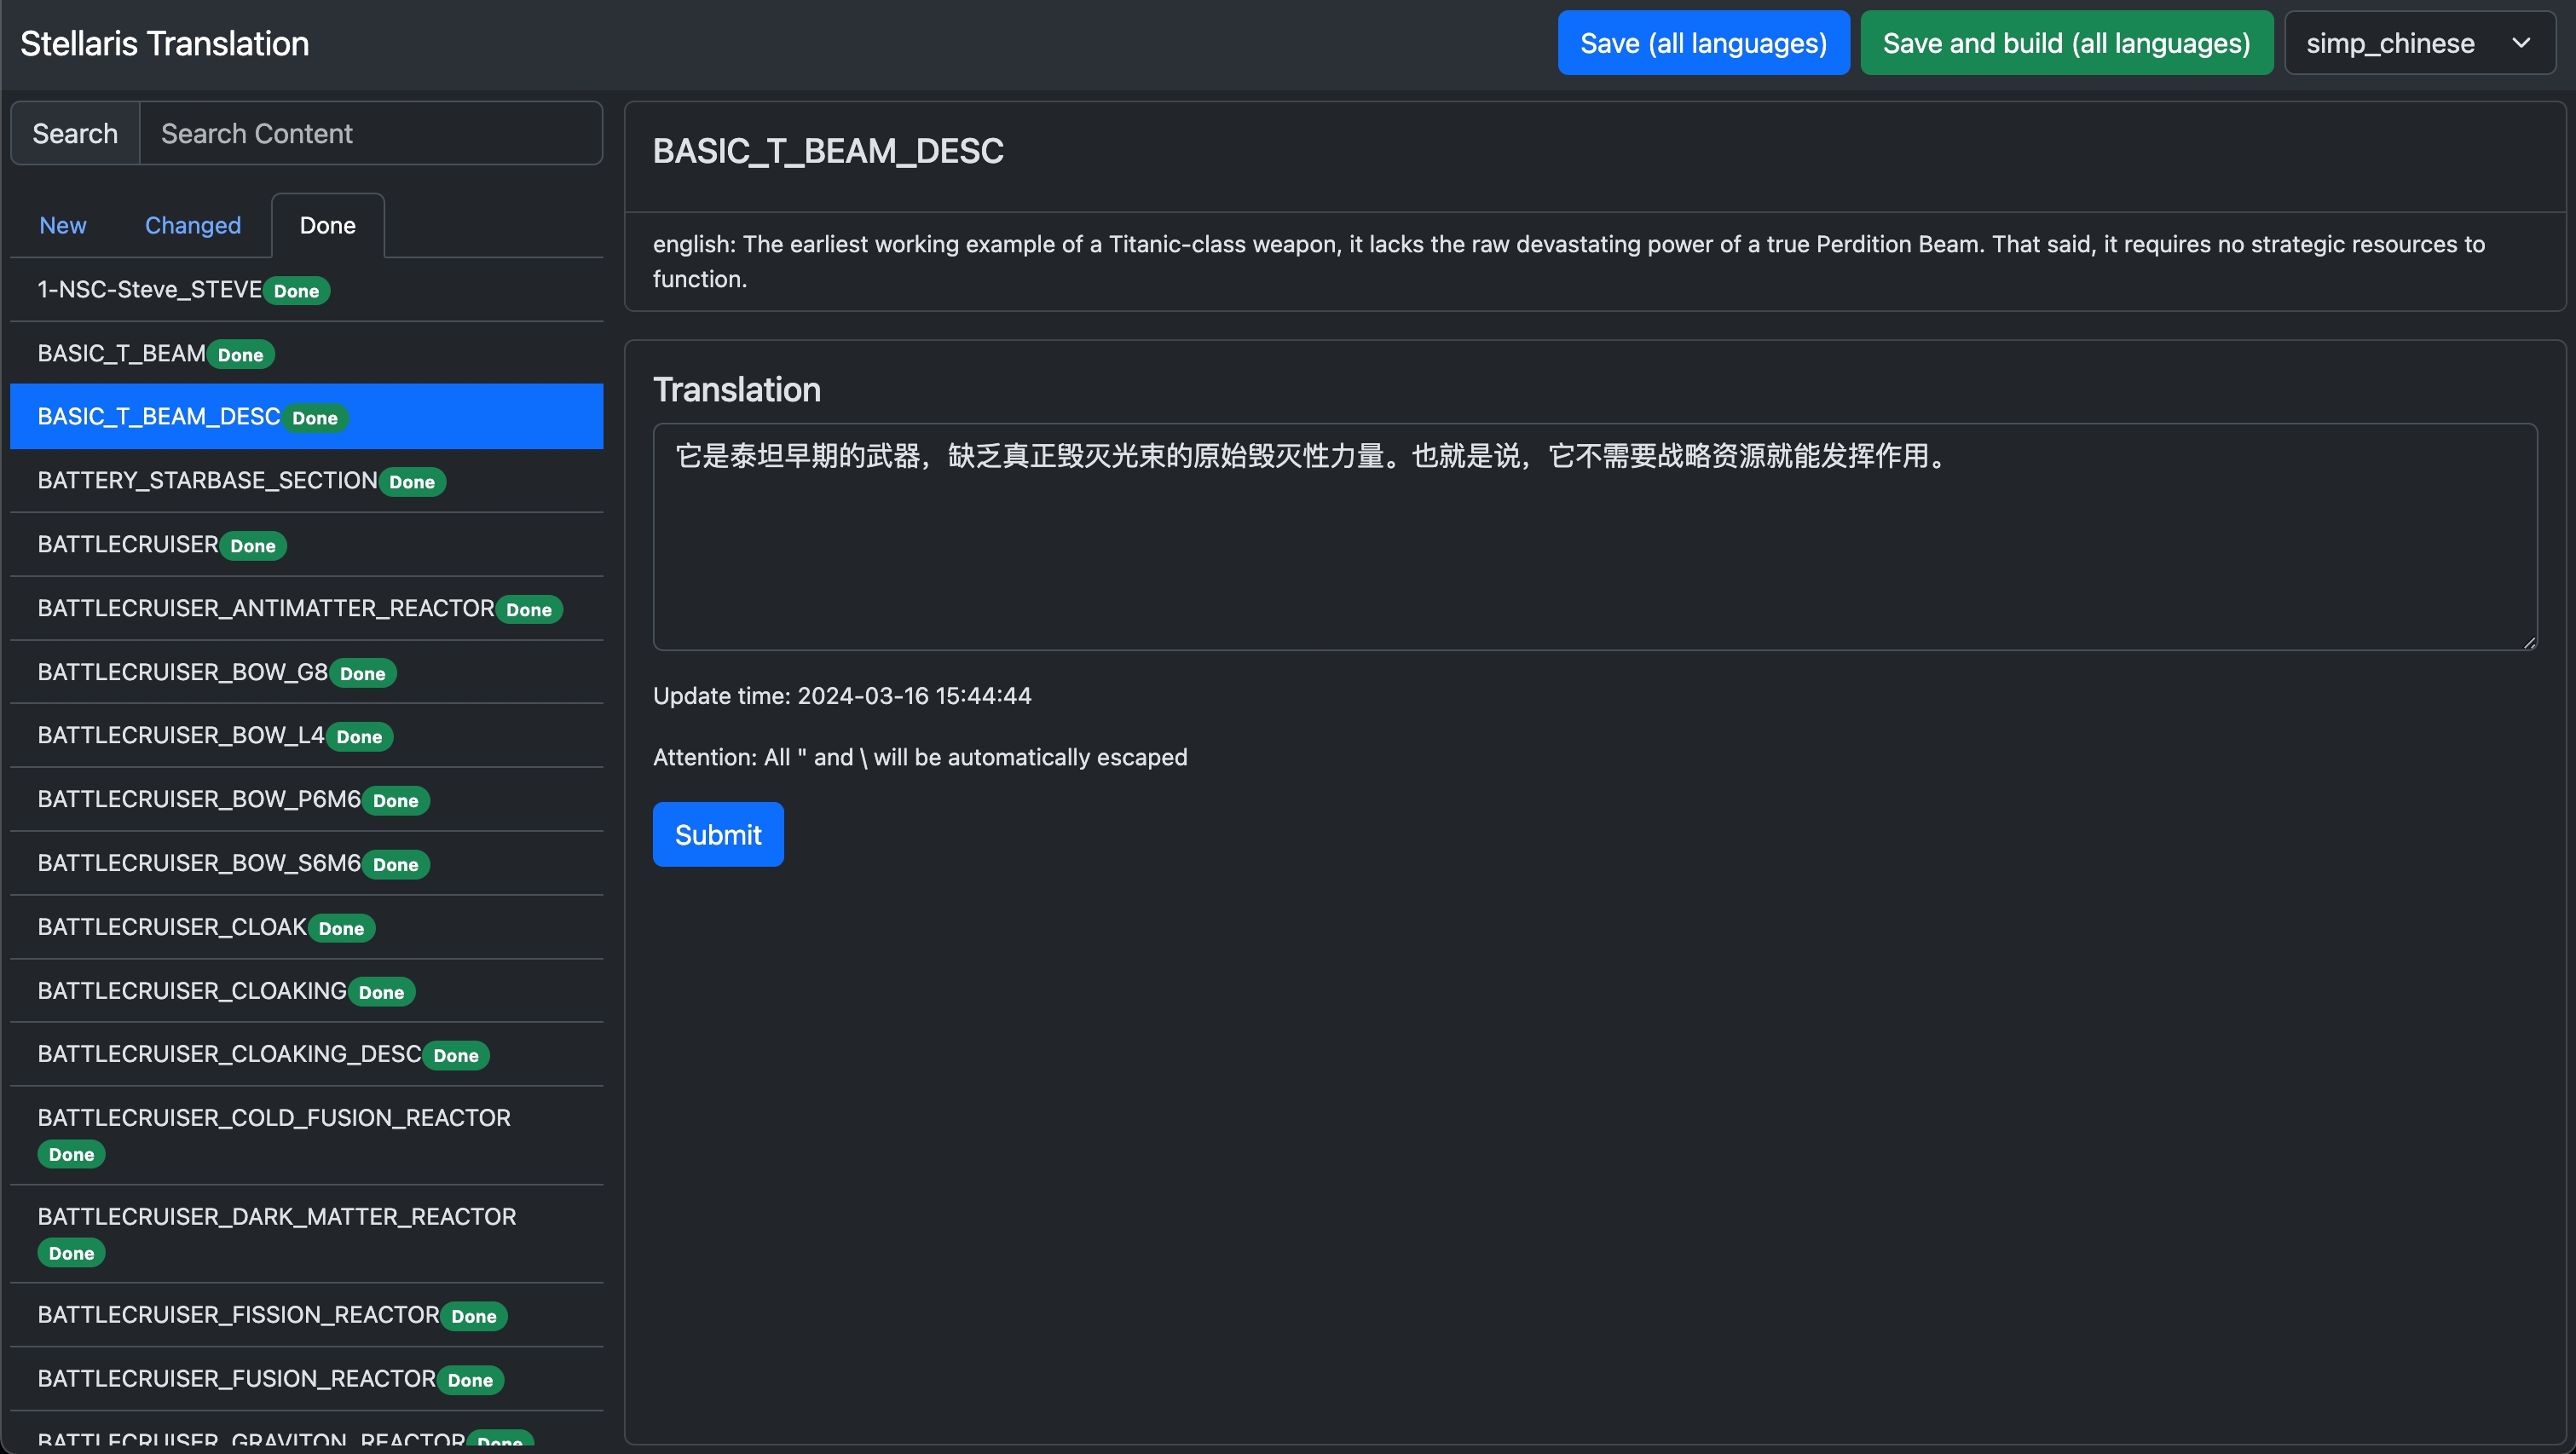 Stellaris Translation
Save (all languages)
Save and build (all languages)
simp_chinese
Search
Search Content
New
Changed
Done
1-NSC-Steve_STEVE Done
BASIC_T_BEAM Done
BASIC_T_BEAM_DESC Done
BATTERY_STARBASE_SECTION Done
BATTLECRUISER Done
BATTLECRUISER_ANTIMATTER_REACTOR Done
BATTLECRUISER_BOW_G8 Done
BATTLECRUISER_BOW_L4 Done
BATTLECRUISER_BOW_P6M6 Done
BATTLECRUISER_BOW_S6M6 Done
BATTLECRUISER_CLOAK Done
BATTLECRUISER_CLOAKING Done
BATTLECRUISER_CLOAKING_DESC Done
BATTLECRUISER_COLD_FUSION_REACTOR
Done
BATTLECRUISER_DARK_MATTER_REACTOR
Done
BATTLECRUISER_FISSION_REACTOR Done
BATTLECRUISER_FUSION_REACTOR Done
BATTLECRUISER_GRAVITON_REACTOR Done
BASIC_T_BEAM_DESC
english: The earliest working example of a Titanic-class weapon, it lacks the raw devastating power of a true Perdition Beam. That said, it requires no strategic resources to
function.
Translation
它是泰坦早期的武器，缺乏真正毁灭光束的原始毁灭性力量。也就是说，它不需要战略资源就能发挥作用。
Update time: 2024-03-16 15:44:44
Attention: All " and \ will be automatically escaped
Submit